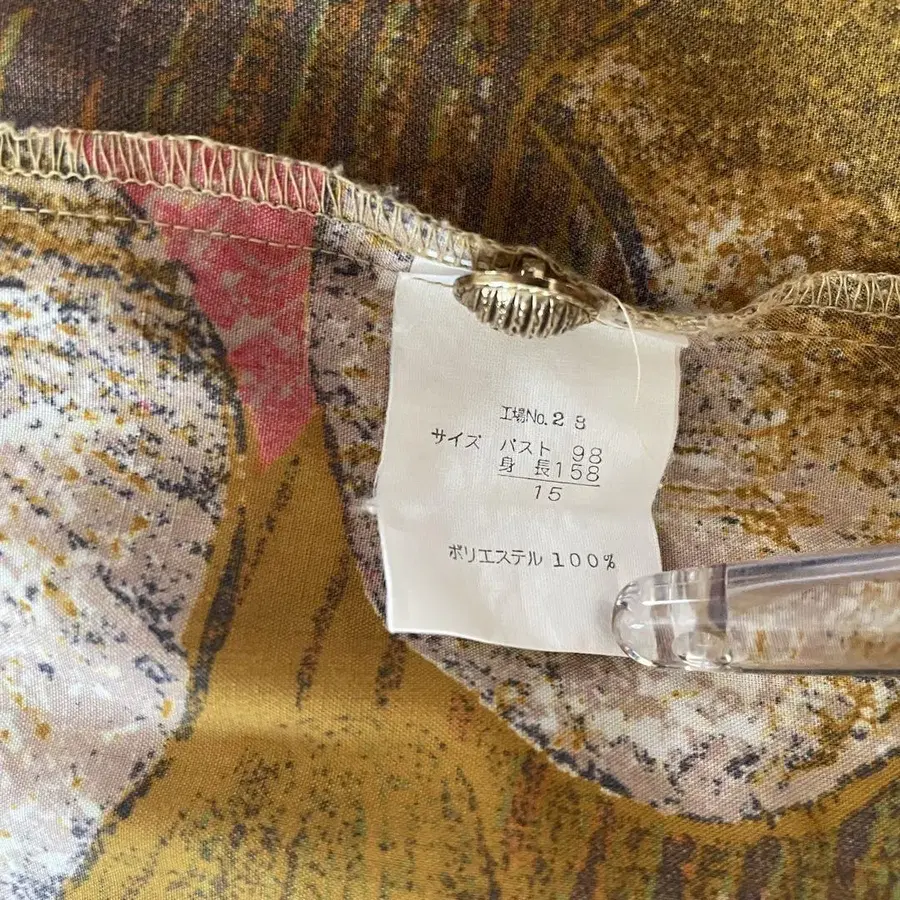 工場No.28
サイズ バスト 98
身長158
15
ポリエステル 100%